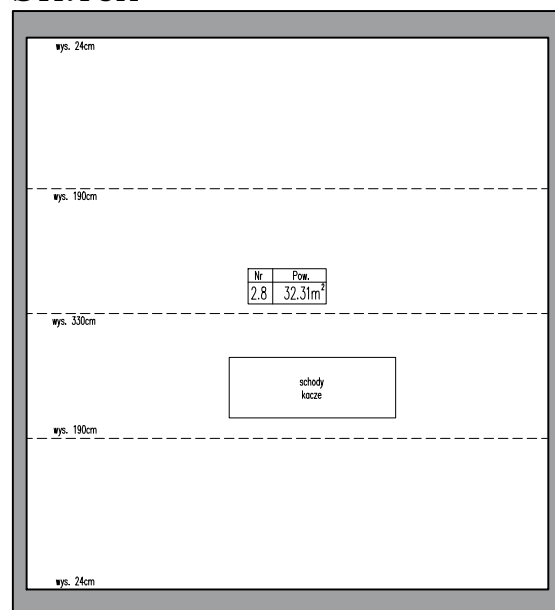 wys. 24cm
wys. 190cm
Nr Pow.
2.8 32.31m²
wys. 330cm
schody
kacze
wys. 190cm
wys. 24cm